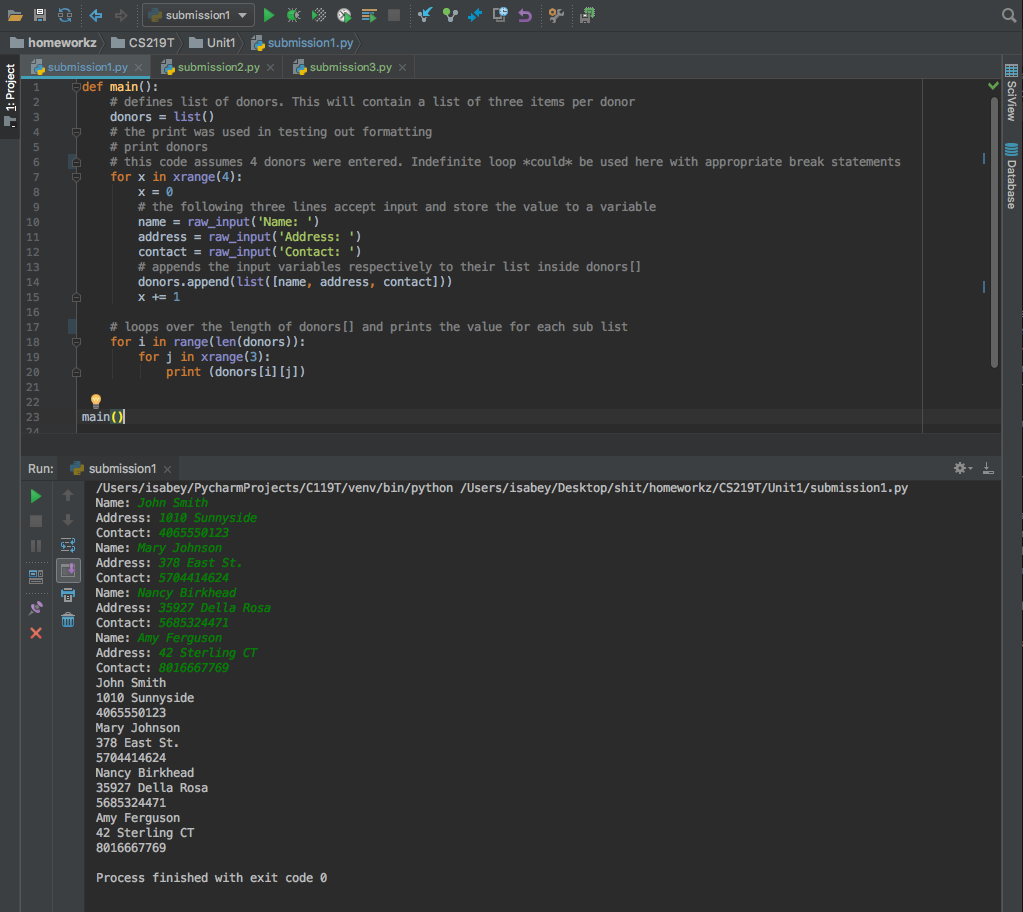 submission1
homeworkz CS219T Unit1 submission1.py
1: Project
submission1.py submission2.py submission3.py
1 def main():
2 # defines list of donors. This will contain a list of three items per donor
3 donors = list()
4 # the print was used in testing out formatting
5 # print donors
6 # this code assumes 4 donors were entered. Indefinite loop *could* be used here with appropriate break statements
7 for x in xrange(4):
8 x = 0
9 # the following three lines accept input and store the value to a variable
10 name = raw_input('Name: ')
11 address = raw_input('Address: ')
12 contact = raw_input('Contact: ')
13 # appends the input variables respectively to their list inside donors[]
14 donors.append(list([name, address, contact]))
15 x += 1
16
17 # loops over the length of donors[] and prints the value for each sub list
18 for i in range(len(donors)):
19 for j in xrange(3):
20 print (donors[i][j])
21
22
23 main()
24
SciView
Database
Run: submission1
/Users/isabey/PycharmProjects/C119T/venv/bin/python /Users/isabey/Desktop/shit/homeworkz/CS219T/Unit1/submission1.py
Name: John Smith
Address: 1010 Sunnyside
Contact: 4065550123
Name: Mary Johnson
Address: 378 East St.
Contact: 5704414624
Name: Nancy Birkhead
Address: 35927 Della Rosa
Contact: 5685324471
Name: Amy Ferguson
Address: 42 Sterling CT
Contact: 8016667769
John Smith
1010 Sunnyside
4065550123
Mary Johnson
378 East St.
5704414624
Nancy Birkhead
35927 Della Rosa
5685324471
Amy Ferguson
42 Sterling CT
8016667769
Process finished with exit code 0